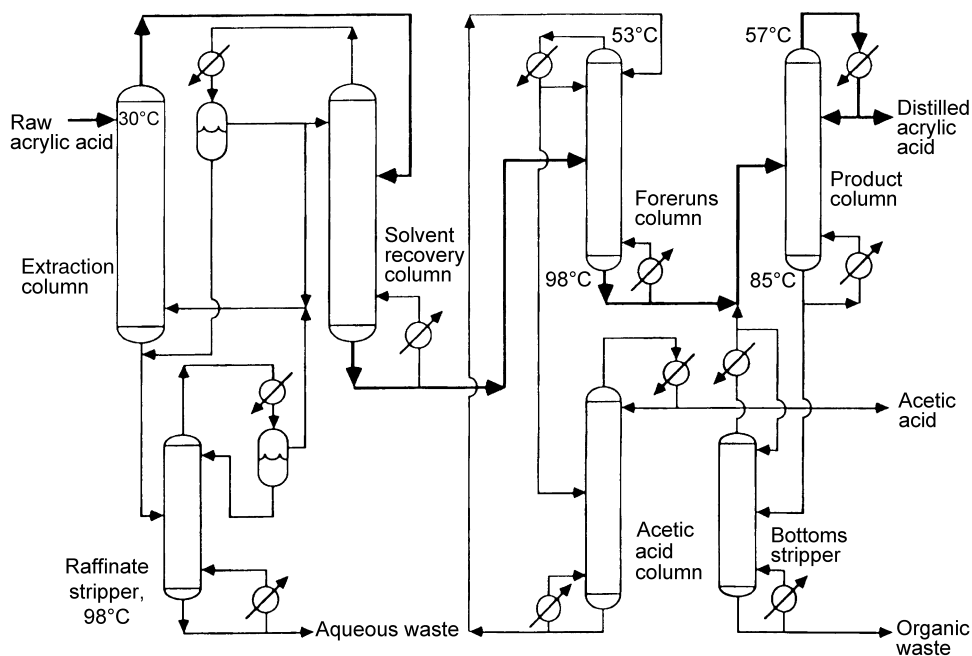 53°C
57°C
Raw
acrylic acid
30°C
Distilled
acrylic
acid
Foreruns
column
Product
column
Solvent
recovery
column
Extraction
column
98°C
85°C
Acetic
acid
Acetic
acid
column
Bottoms
stripper
Raffinate
stripper,
98°C
Aqueous waste
Organic
waste